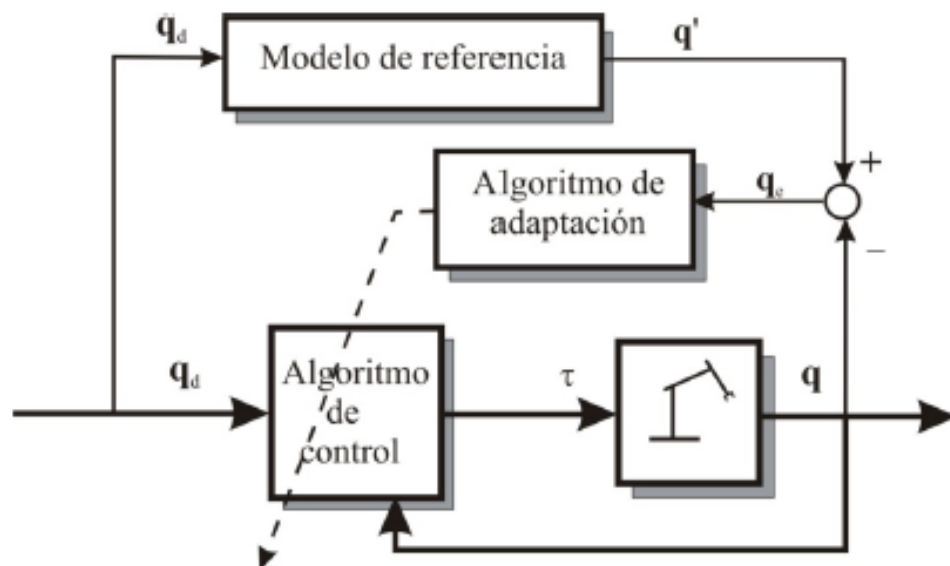 q_d
Modelo de referencia
q'
+
Algoritmo de
adaptación
q_e
−
q_d
Algoritmo
de
control
τ
q